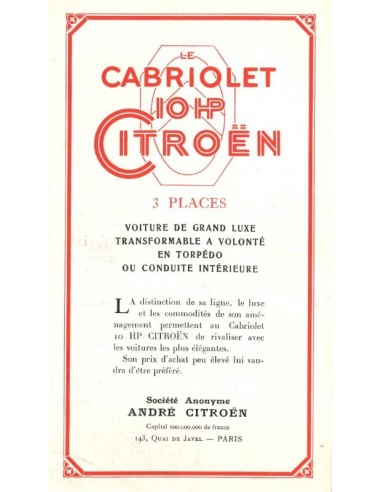 LE
CABRIOLET
10 HP
CITROËN
3 PLACES
VOITURE DE GRAND LUXE
TRANSFORMABLE A VOLONTÉ
EN TORPÉDO
OU CONDUITE INTÉRIEURE
LA distinction de sa ligne, le luxe
et les commodités de son amé-
nagement permettent au Cabriolet
10 HP CITROËN de rivaliser avec
les voitures les plus élégantes.
Son prix d'achat peu élevé lui vau-
dra d'être préféré.
Société Anonyme
ANDRÉ CITROËN
Capital 100.100.000 de francs
143, QUAI DE JAVEL — PARIS